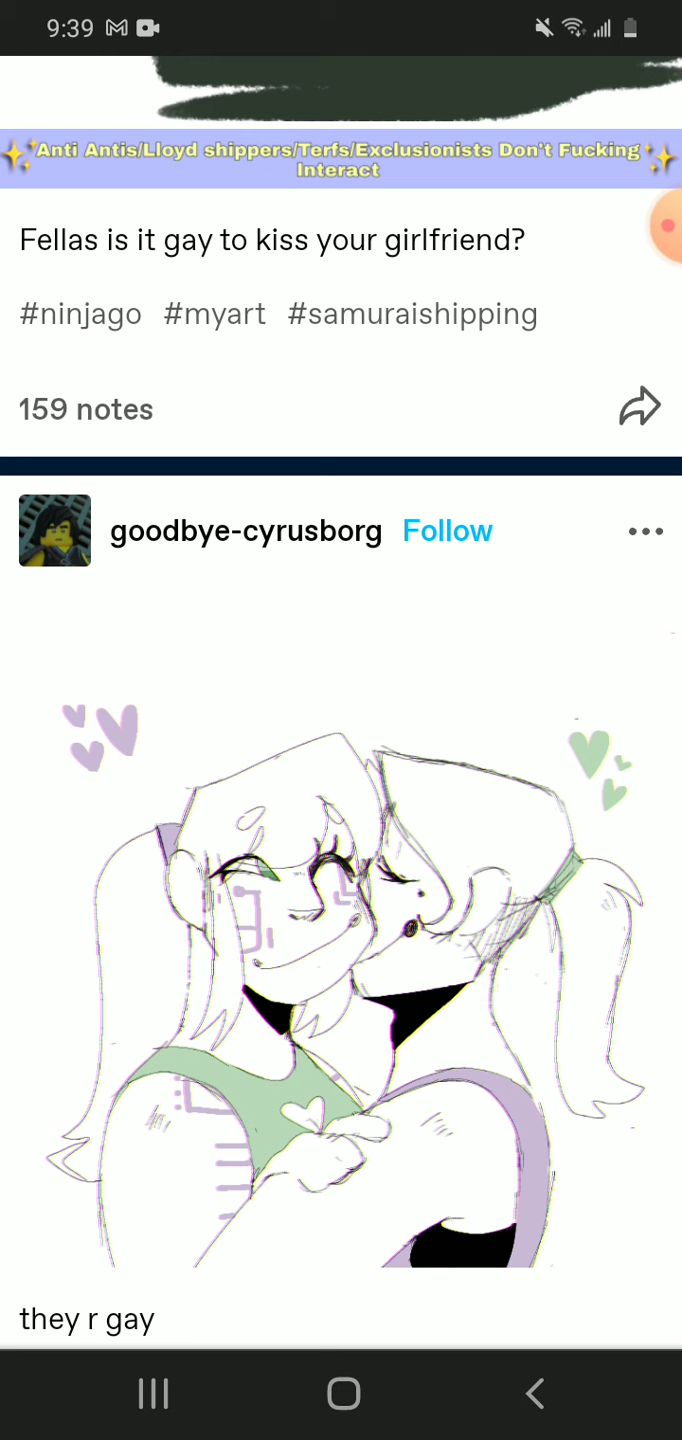 9:39
Anti Antis/Lloyd shippers/Terfs/Exclusionists Don't Fucking
Interact
Fellas is it gay to kiss your girlfriend?
#ninjago #myart #samuraishipping
159 notes
goodbye-cyrusborg Follow
they r gay